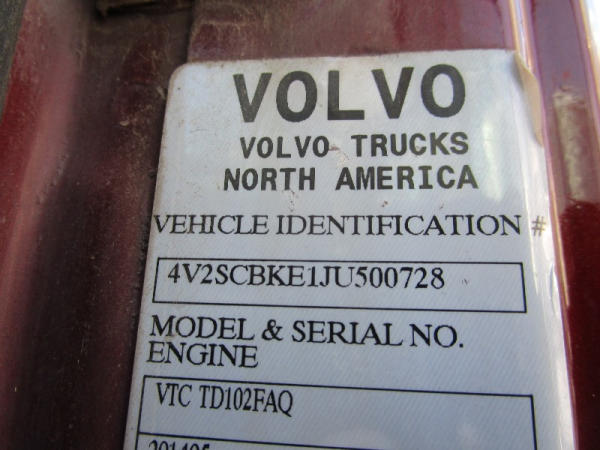 VOLVO
VOLVO TRUCKS
NORTH AMERICA
VEHICLE IDENTIFICATION #
4V2SCBKE1JU500728
MODEL & SERIAL NO.
ENGINE
VTC TD102FAQ